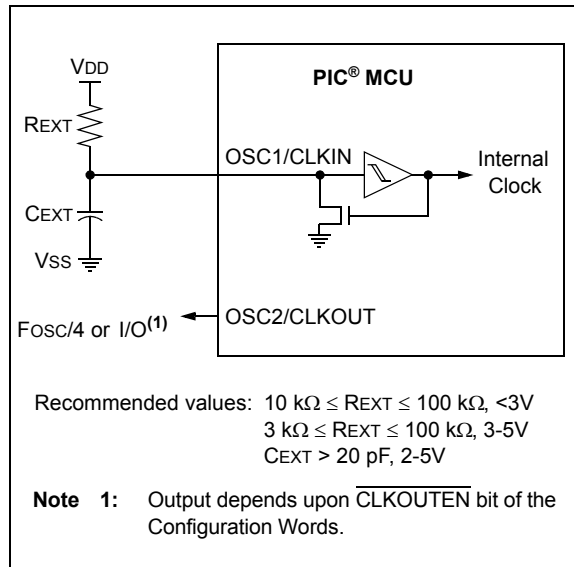 VDD
PIC® MCU
REXT
OSC1/CLKIN
Internal
Clock
CEXT
VSS
FOSC/4 or I/O(1)
OSC2/CLKOUT
Recommended values: 10 kΩ ≤ REXT ≤ 100 kΩ, <3V
3 kΩ ≤ REXT ≤ 100 kΩ, 3-5V
CEXT > 20 pF, 2-5V
Note 1: Output depends upon C̅L̅K̅O̅U̅T̅E̅N̅ bit of the
Configuration Words.